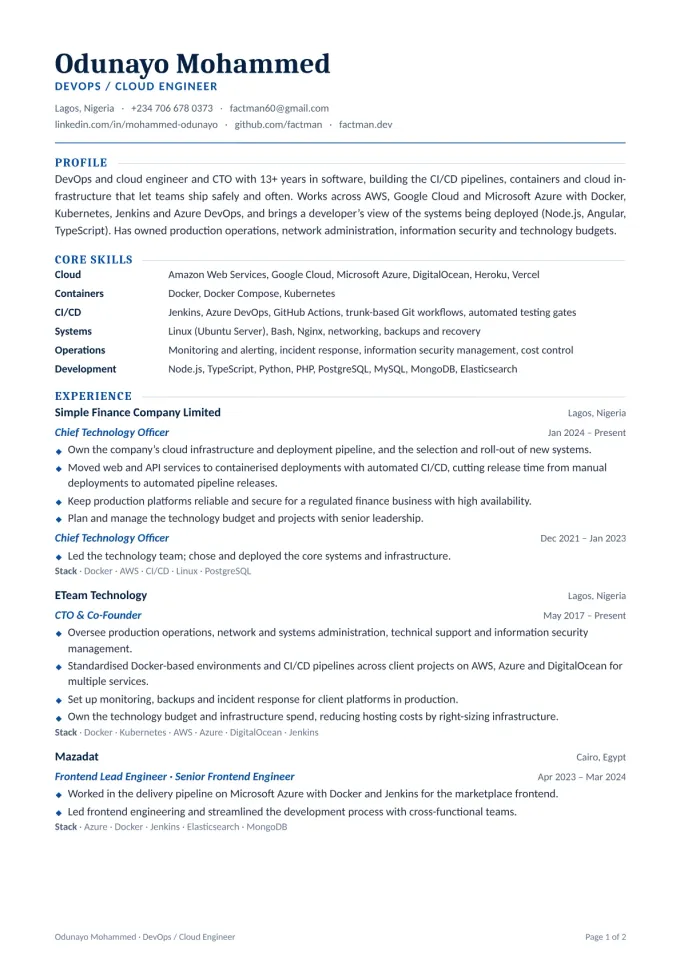 Odunayo Mohammed
DEVOPS / CLOUD ENGINEER
Lagos, Nigeria · +234 706 678 0373 · factman60@gmail.com
linkedin.com/in/mohammed-odunayo · github.com/factman · factman.dev
PROFILE
DevOps and cloud engineer and CTO with 13+ years in software, building the CI/CD pipelines, containers and cloud in-
frastructure that let teams ship safely and often. Works across AWS, Google Cloud and Microsoft Azure with Docker,
Kubernetes, Jenkins and Azure DevOps, and brings a developer's view of the systems being deployed (Node.js, Angular,
TypeScript). Has owned production operations, network administration, information security and technology budgets.
CORE SKILLS
Cloud Amazon Web Services, Google Cloud, Microsoft Azure, DigitalOcean, Heroku, Vercel
Containers Docker, Docker Compose, Kubernetes
CI/CD Jenkins, Azure DevOps, GitHub Actions, trunk-based Git workflows, automated testing gates
Systems Linux (Ubuntu Server), Bash, Nginx, networking, backups and recovery
Operations Monitoring and alerting, incident response, information security management, cost control
Development Node.js, TypeScript, Python, PHP, PostgreSQL, MySQL, MongoDB, Elasticsearch
EXPERIENCE
Simple Finance Company Limited Lagos, Nigeria
Chief Technology Officer Jan 2024 – Present
◆ Own the company's cloud infrastructure and deployment pipeline, and the selection and roll-out of new systems.
◆ Moved web and API services to containerised deployments with automated CI/CD, cutting release time from manual
deployments to automated pipeline releases.
◆ Keep production platforms reliable and secure for a regulated finance business with high availability.
◆ Plan and manage the technology budget and projects with senior leadership.
Chief Technology Officer Dec 2021 – Jan 2023
◆ Led the technology team; chose and deployed the core systems and infrastructure.
Stack · Docker · AWS · CI/CD · Linux · PostgreSQL
ETeam Technology Lagos, Nigeria
CTO & Co-Founder May 2017 – Present
◆ Oversee production operations, network and systems administration, technical support and information security
management.
◆ Standardised Docker-based environments and CI/CD pipelines across client projects on AWS, Azure and DigitalOcean for
multiple services.
◆ Set up monitoring, backups and incident response for client platforms in production.
◆ Own the technology budget and infrastructure spend, reducing hosting costs by right-sizing infrastructure.
Stack · Docker · Kubernetes · AWS · Azure · DigitalOcean · Jenkins
Mazadat Cairo, Egypt
Frontend Lead Engineer · Senior Frontend Engineer Apr 2023 – Mar 2024
◆ Worked in the delivery pipeline on Microsoft Azure with Docker and Jenkins for the marketplace frontend.
◆ Led frontend engineering and streamlined the development process with cross-functional teams.
Stack · Azure · Docker · Jenkins · Elasticsearch · MongoDB
Odunayo Mohammed · DevOps / Cloud Engineer Page 1 of 2